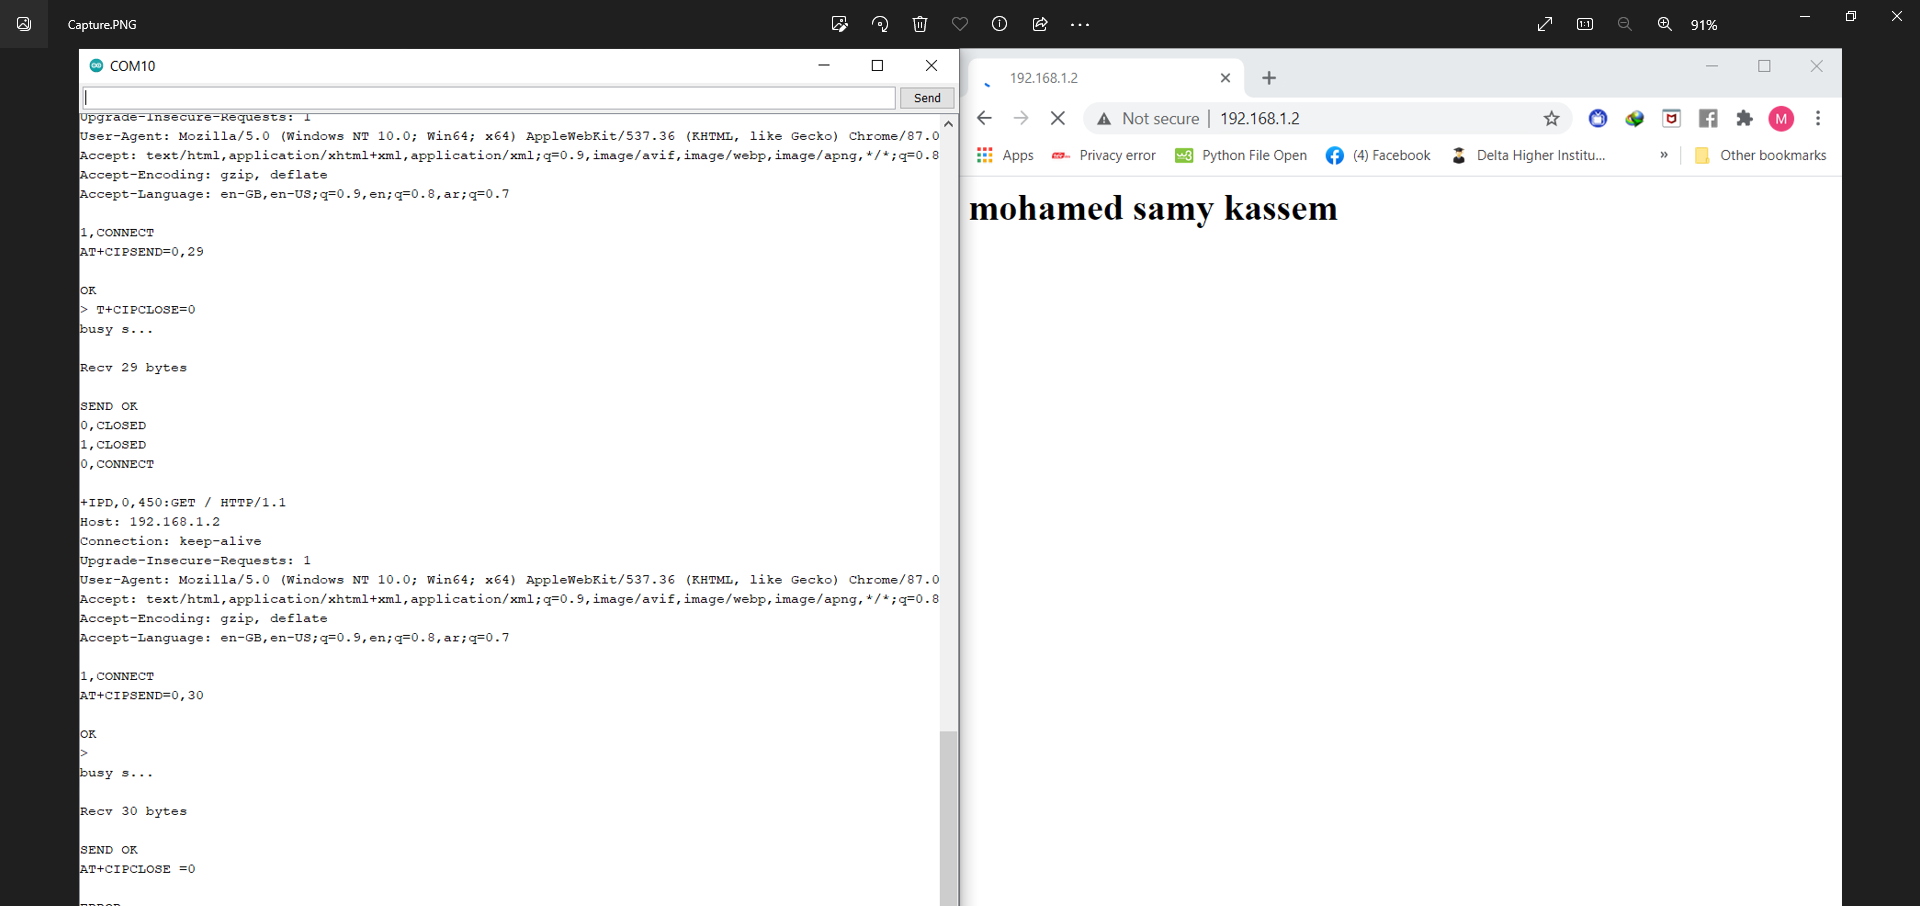 Capture.PNG
91%
COM10
Send
Upgrade-Insecure-Requests: 1
User-Agent: Mozilla/5.0 (Windows NT 10.0; Win64; x64) AppleWebKit/537.36 (KHTML, like Gecko) Chrome/87.0
Accept: text/html,application/xhtml+xml,application/xml;q=0.9,image/avif,image/webp,image/apng,*/*;q=0.8
Accept-Encoding: gzip, deflate
Accept-Language: en-GB,en-US;q=0.9,en;q=0.8,ar;q=0.7
1,CONNECT
AT+CIPSEND=0,29
OK
> T+CIPCLOSE=0
busy s...
Recv 29 bytes
SEND OK
0,CLOSED
1,CLOSED
0,CONNECT
+IPD,0,450:GET / HTTP/1.1
Host: 192.168.1.2
Connection: keep-alive
Upgrade-Insecure-Requests: 1
User-Agent: Mozilla/5.0 (Windows NT 10.0; Win64; x64) AppleWebKit/537.36 (KHTML, like Gecko) Chrome/87.0
Accept: text/html,application/xhtml+xml,application/xml;q=0.9,image/avif,image/webp,image/apng,*/*;q=0.8
Accept-Encoding: gzip, deflate
Accept-Language: en-GB,en-US;q=0.9,en;q=0.8,ar;q=0.7
1,CONNECT
AT+CIPSEND=0,30
OK
>
busy s...
Recv 30 bytes
SEND OK
AT+CIPCLOSE =0
ERROR
192.168.1.2
Not secure | 192.168.1.2
M
Apps Privacy error Python File Open (4) Facebook Delta Higher Institu... » Other bookmarks
mohamed samy kassem